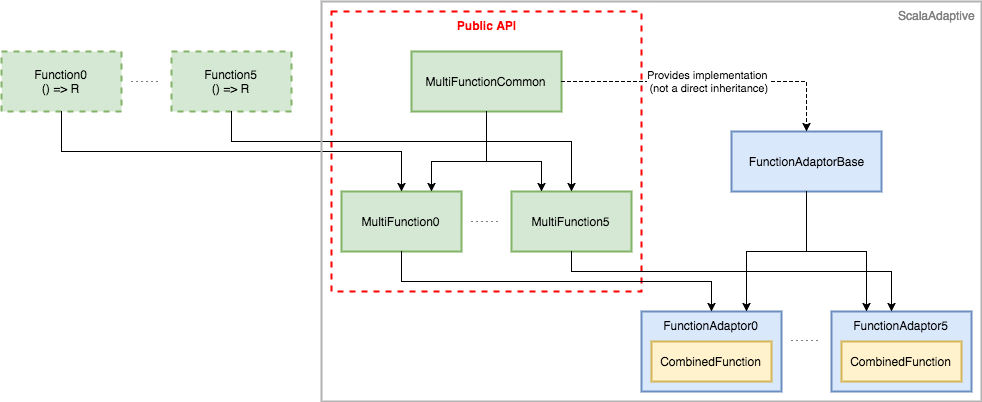 ScalaAdaptive
Public API
Function0
() => R
Function5
() => R
MultiFunctionCommon
Provides implementation
(not a direct inheritance)
FunctionAdaptorBase
MultiFunction0
MultiFunction5
FunctionAdaptor0
CombinedFunction
FunctionAdaptor5
CombinedFunction